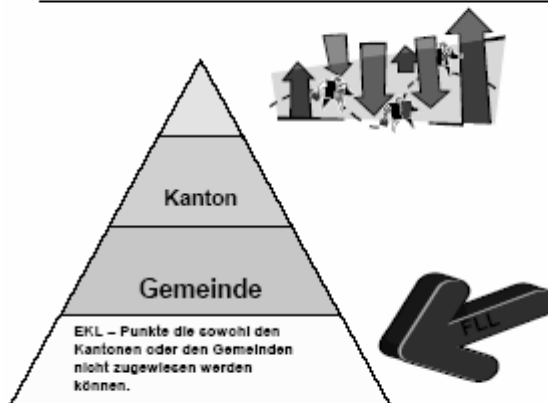 Kanton
Gemeinde
EKL – Punkte die sowohl den
Kantonen oder den Gemeinden
nicht zugewiesen werden
können.
FLL